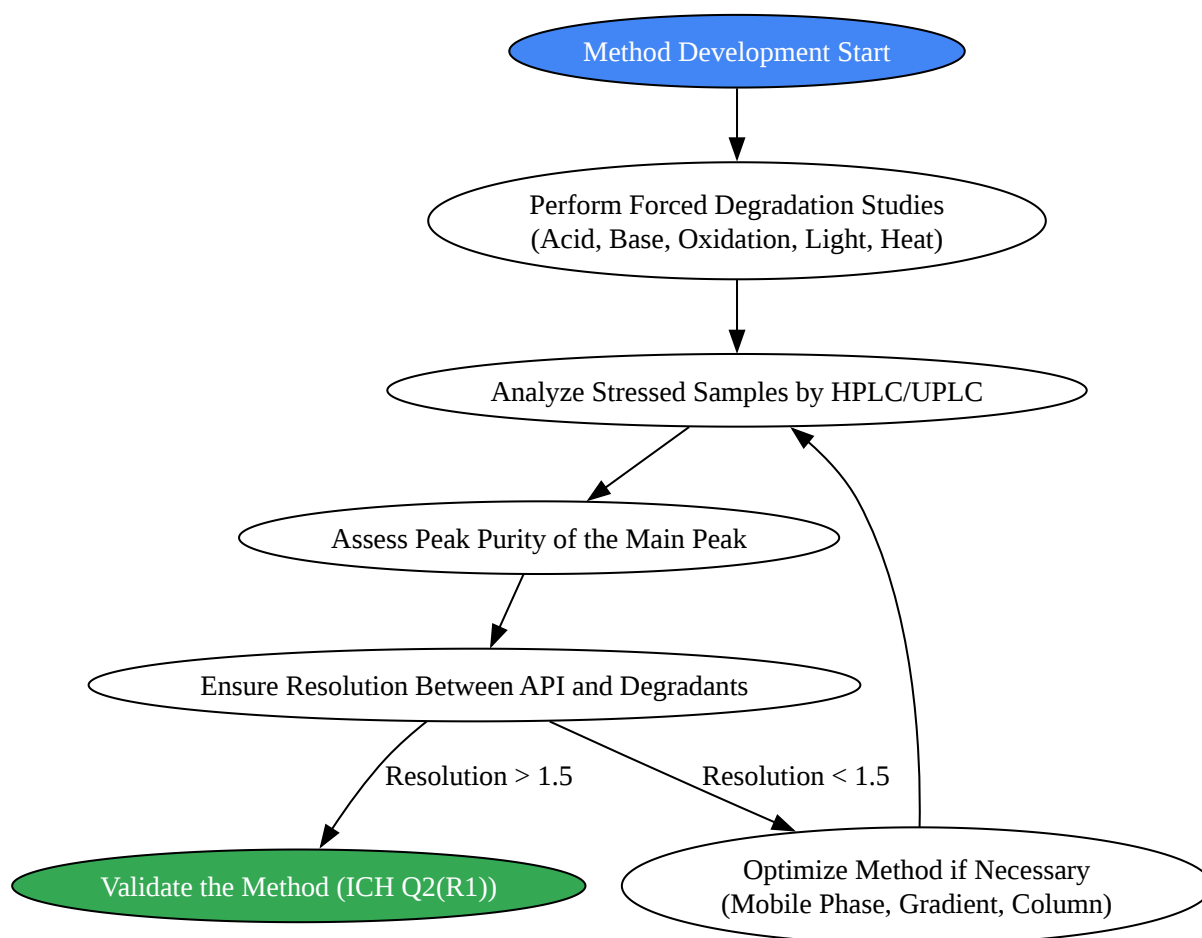 Method Development Start
Perform Forced Degradation Studies
(Acid, Base, Oxidation, Light, Heat)
Analyze Stressed Samples by HPLC/UPLC
Assess Peak Purity of the Main Peak
Ensure Resolution Between API and Degradants
Resolution > 1.5
Resolution < 1.5
Validate the Method (ICH Q2(R1))
Optimize Method if Necessary
(Mobile Phase, Gradient, Column)